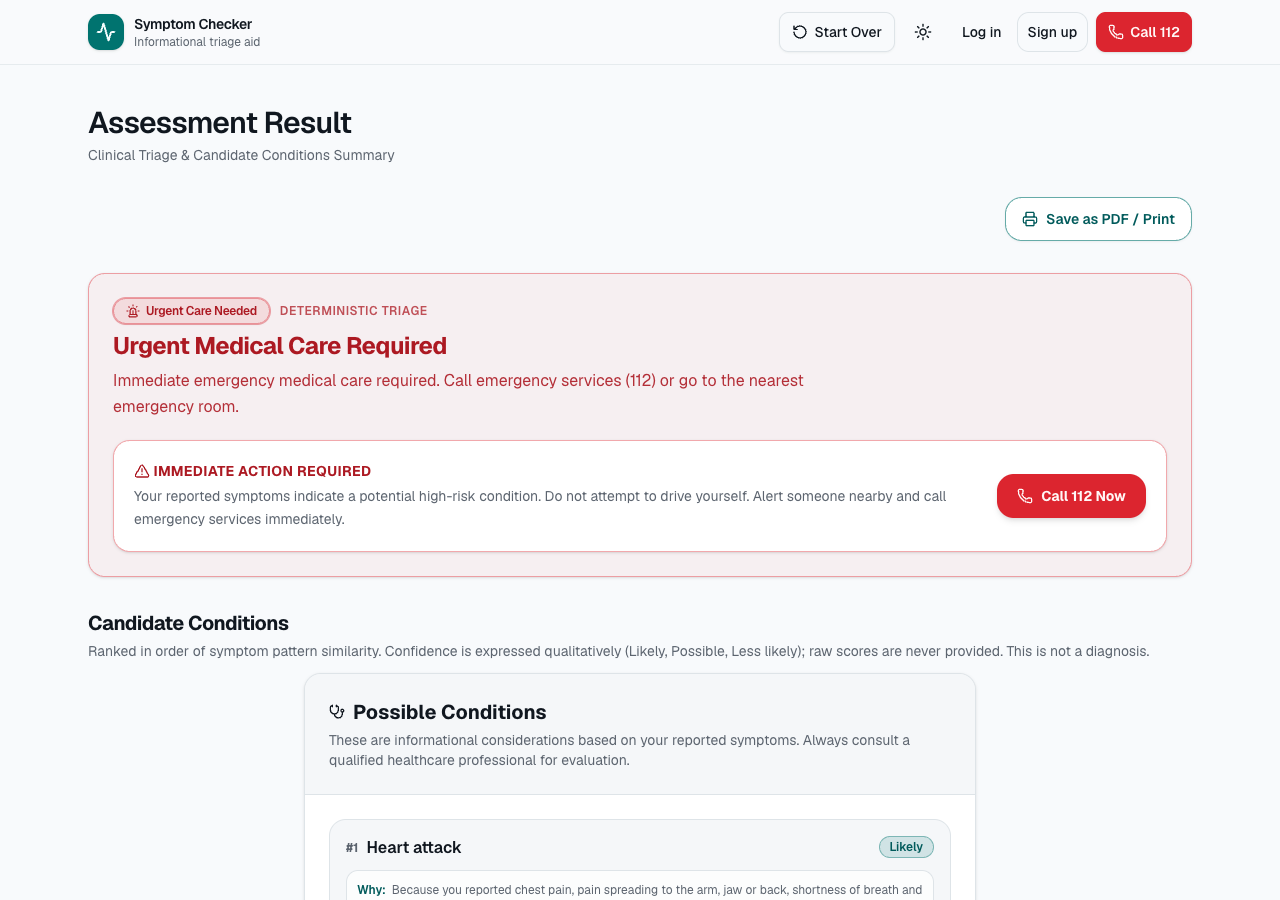 Symptom Checker
Informational triage aid
Start Over
Log in
Sign up
Call 112
Assessment Result
Clinical Triage & Candidate Conditions Summary
Save as PDF / Print
Urgent Care Needed
DETERMINISTIC TRIAGE
Urgent Medical Care Required
Immediate emergency medical care required. Call emergency services (112) or go to the nearest
emergency room.
IMMEDIATE ACTION REQUIRED
Your reported symptoms indicate a potential high-risk condition. Do not attempt to drive yourself. Alert someone nearby and call
emergency services immediately.
Call 112 Now
Candidate Conditions
Ranked in order of symptom pattern similarity. Confidence is expressed qualitatively (Likely, Possible, Less likely); raw scores are never provided. This is not a diagnosis.
Possible Conditions
These are informational considerations based on your reported symptoms. Always consult a
qualified healthcare professional for evaluation.
#1 Heart attack
Likely
Why: Because you reported chest pain, pain spreading to the arm, jaw or back, shortness of breath and